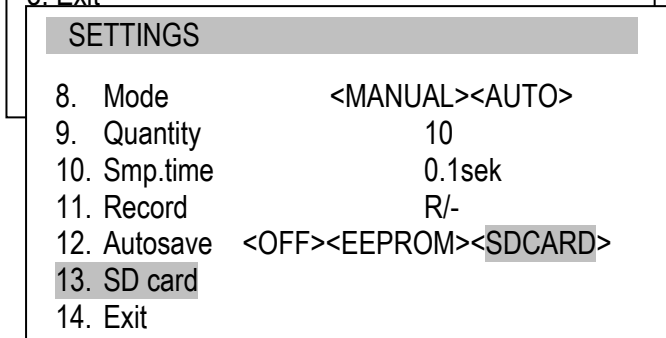 SETTINGS
8. Mode <MANUAL><AUTO>
9. Quantity 10
10. Smp.time 0.1sek
11. Record R/-
12. Autosave <OFF><EEPROM><SDCARD>
13. SD card
14. Exit